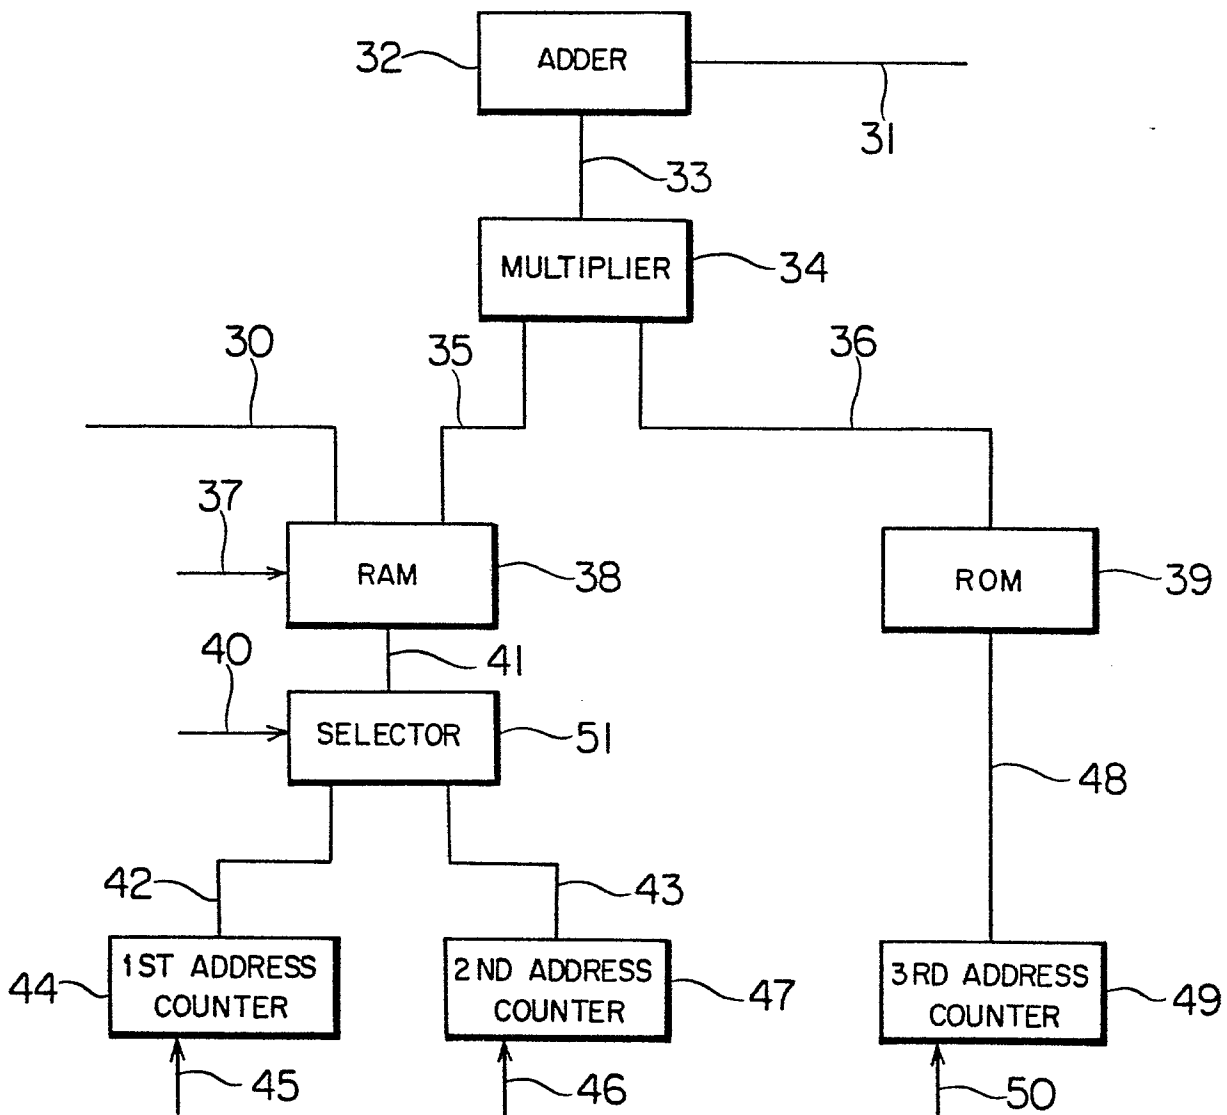 32
ADDER
31
33
MULTIPLIER
34
30
35
36
37
RAM
38
ROM
39
40
41
SELECTOR
51
48
42
43
44
1ST ADDRESS
COUNTER
2ND ADDRESS
COUNTER
47
3RD ADDRESS
COUNTER
49
45
46
50